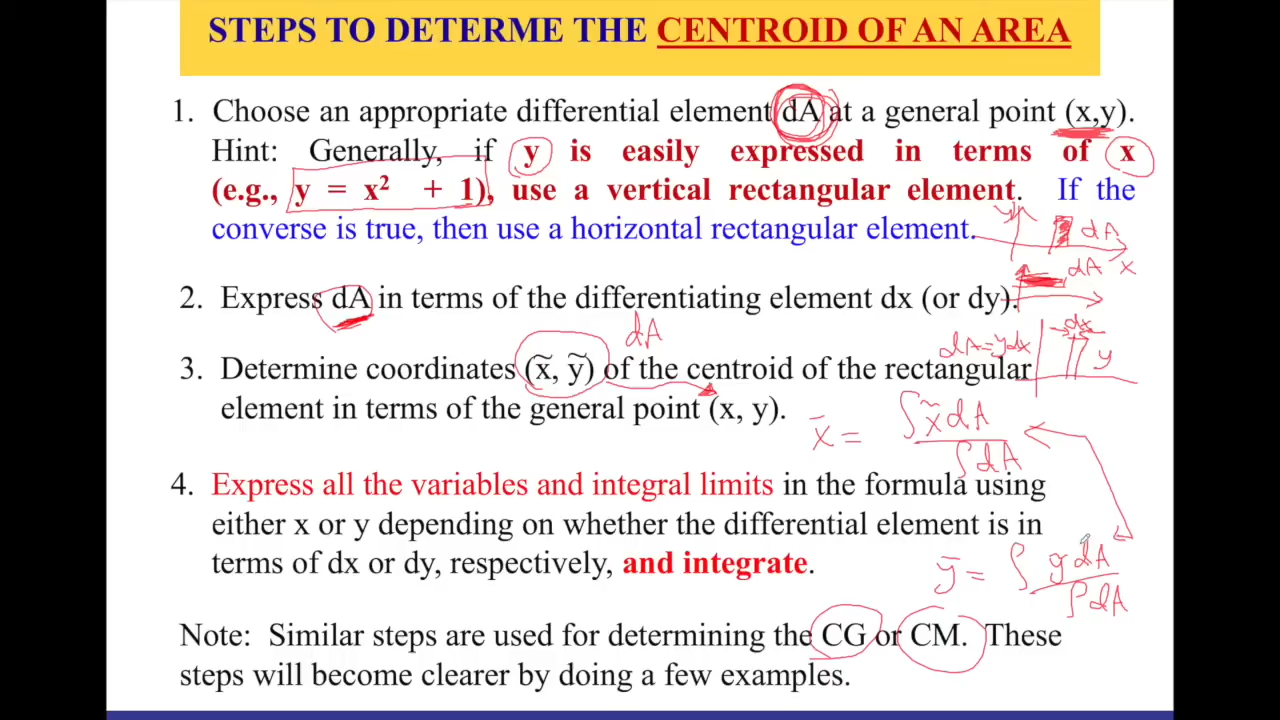 STEPS TO DETERME THE CENTROID OF AN AREA
1. Choose an appropriate differential element dA at a general point (x,y).
Hint: Generally, if y is easily expressed in terms of x
(e.g., y = x² + 1), use a vertical rectangular element. If the
converse is true, then use a horizontal rectangular element.
dA
dA x
2. Express dA in terms of the differentiating element dx (or dy).
dA
dx
dA = y dx
y
3. Determine coordinates (x̃, ỹ) of the centroid of the rectangular
element in terms of the general point (x, y).
x̄ = ∫ x̃ dA
∫ dA
4. Express all the variables and integral limits in the formula using
either x or y depending on whether the differential element is in
terms of dx or dy, respectively, and integrate.
ȳ = ∫ y dA
∫ dA
Note: Similar steps are used for determining the CG or CM. These
steps will become clearer by doing a few examples.